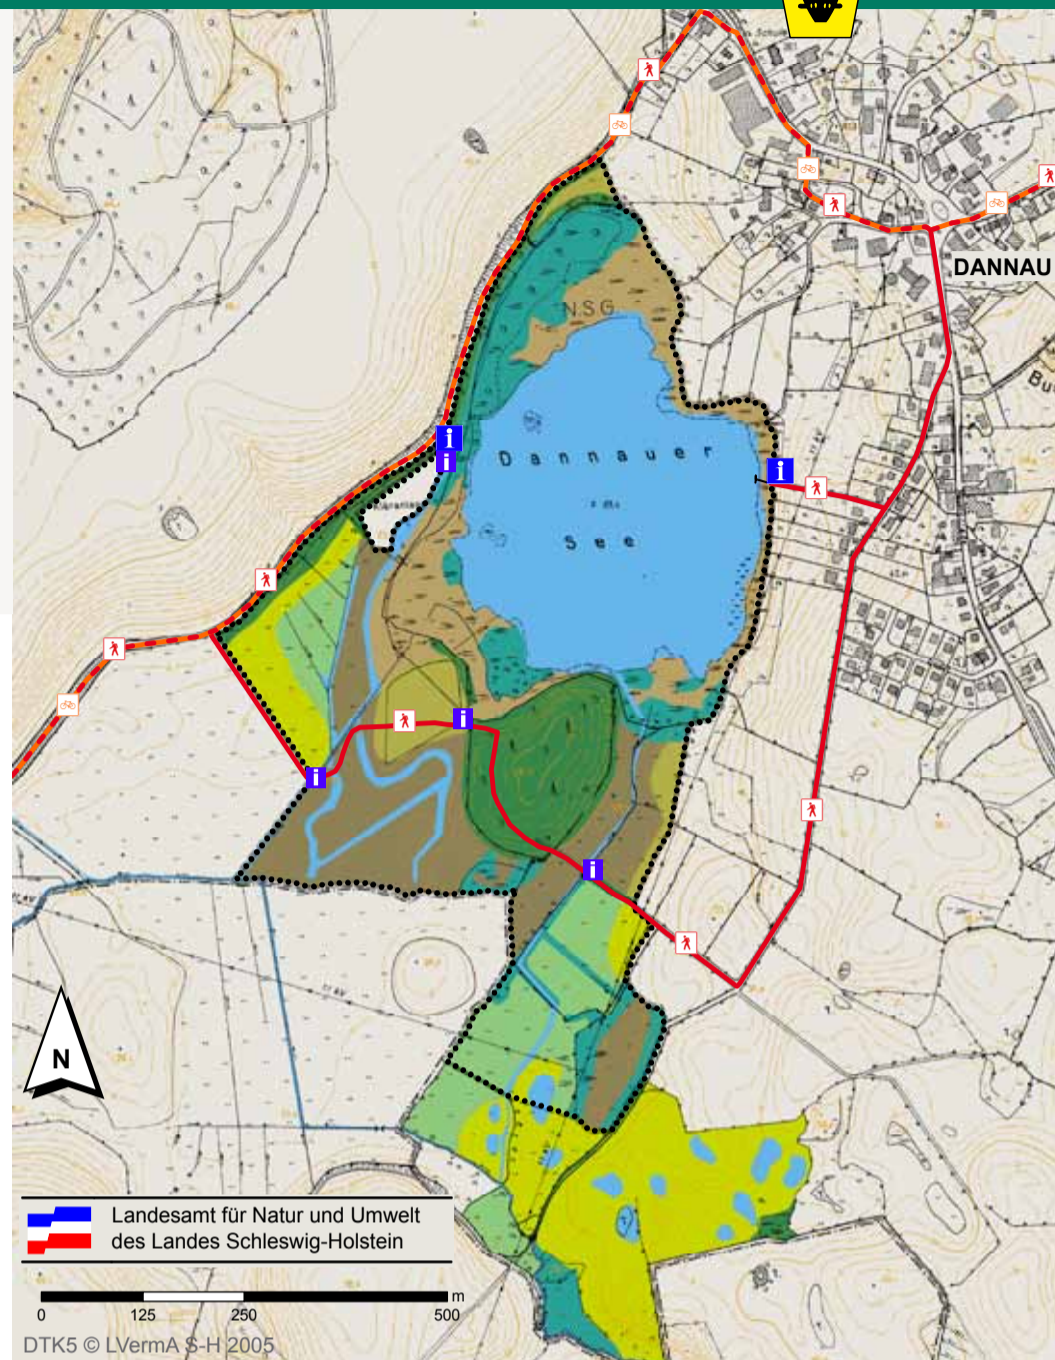 Schule
DANNAU
N.S.G
Dannauer
See
i
i
i
i
i
i
N
Landesamt für Natur und Umwelt
des Landes Schleswig-Holstein
0 125 250 500 m
DTK5 © LVermA S-H 2005